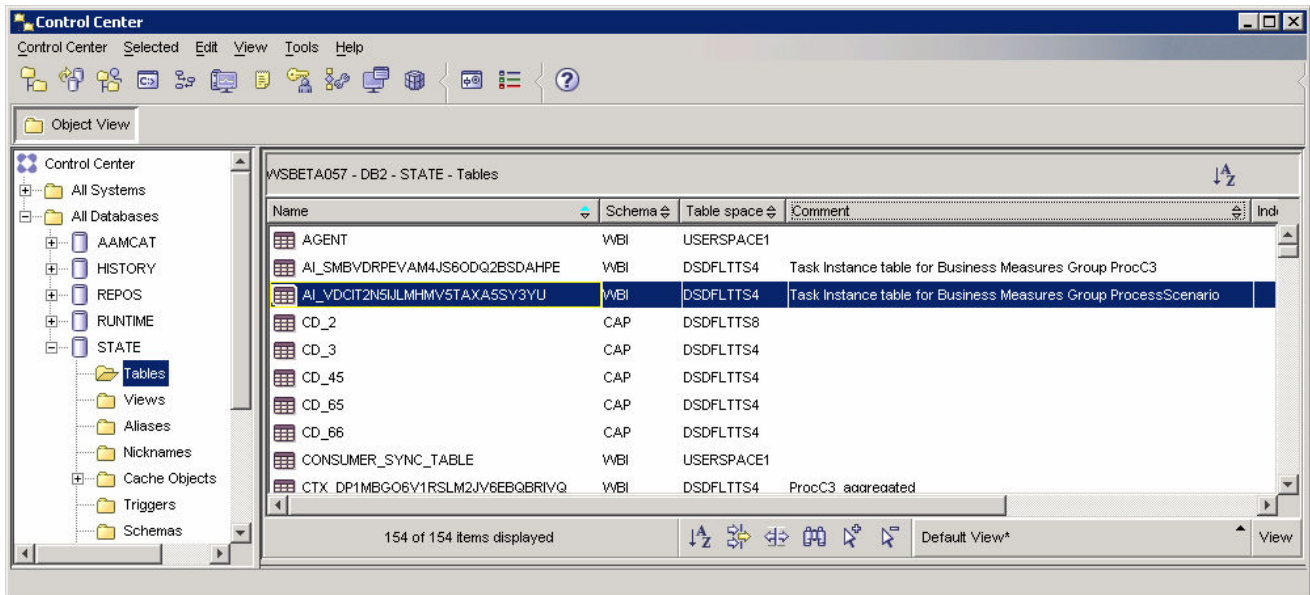 Control Center
Control Center Selected Edit View Tools Help
Object View
Control Center
All Systems
All Databases
AAMCAT
HISTORY
REPOS
RUNTIME
STATE
Tables
Views
Aliases
Nicknames
Cache Objects
Triggers
Schemas
WSBETA057 - DB2 - STATE - Tables
Name Schema Table space Comment Inde
AGENT WBI USERSPACE1
AI_SMBVDRPEVAM4JS6ODQ2BSDAHPE WBI DSDFLTTS4 Task Instance table for Business Measures Group ProcC3
AI_VDCIT2N5IJLMHMV5TAXA5SY3YU WBI DSDFLTTS4 Task Instance table for Business Measures Group ProcessScenario
CD_2 CAP DSDFLTTS8
CD_3 CAP DSDFLTTS4
CD_45 CAP DSDFLTTS4
CD_65 CAP DSDFLTTS4
CD_66 CAP DSDFLTTS4
CONSUMER_SYNC_TABLE WBI USERSPACE1
CTX_DP1MBGO6V1RSLM2JV6EBQBRIVQ WBI DSDFLTTS4 ProcC3_aggregated
154 of 154 items displayed Default View* View